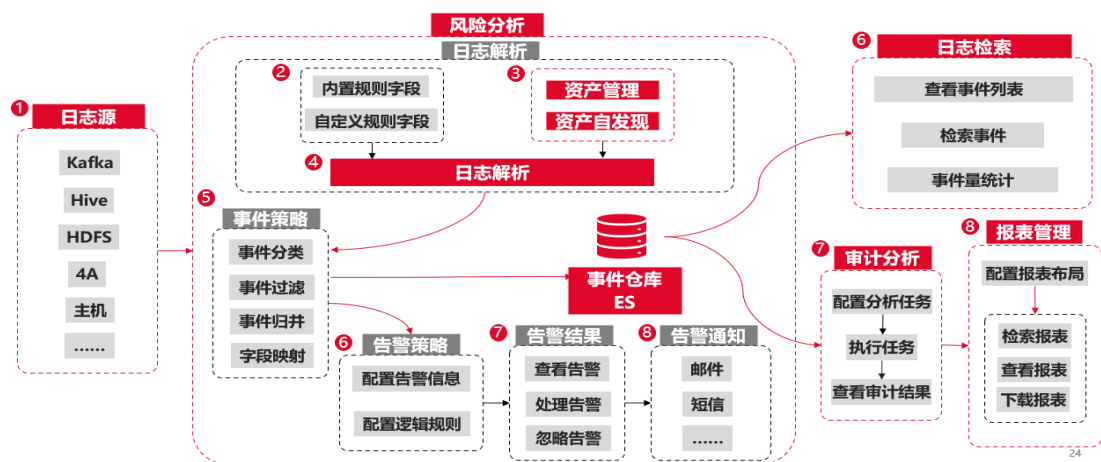 ❶ 日志源
Kafka
Hive
HDFS
4A
主机
......
风险分析
日志解析
❷
内置规则字段
自定义规则字段
❸
资产管理
资产自发现
❹ 日志解析
❺ 事件策略
事件分类
事件过滤
事件归并
字段映射
事件仓库
ES
❻ 告警策略
配置告警信息
配置逻辑规则
❼ 告警结果
查看告警
处理告警
忽略告警
❽ 告警通知
邮件
短信
......
❻ 日志检索
查看事件列表
检索事件
事件量统计
❼ 审计分析
配置分析任务
执行任务
查看审计结果
❽ 报表管理
配置报表布局
检索报表
查看报表
下载报表
24